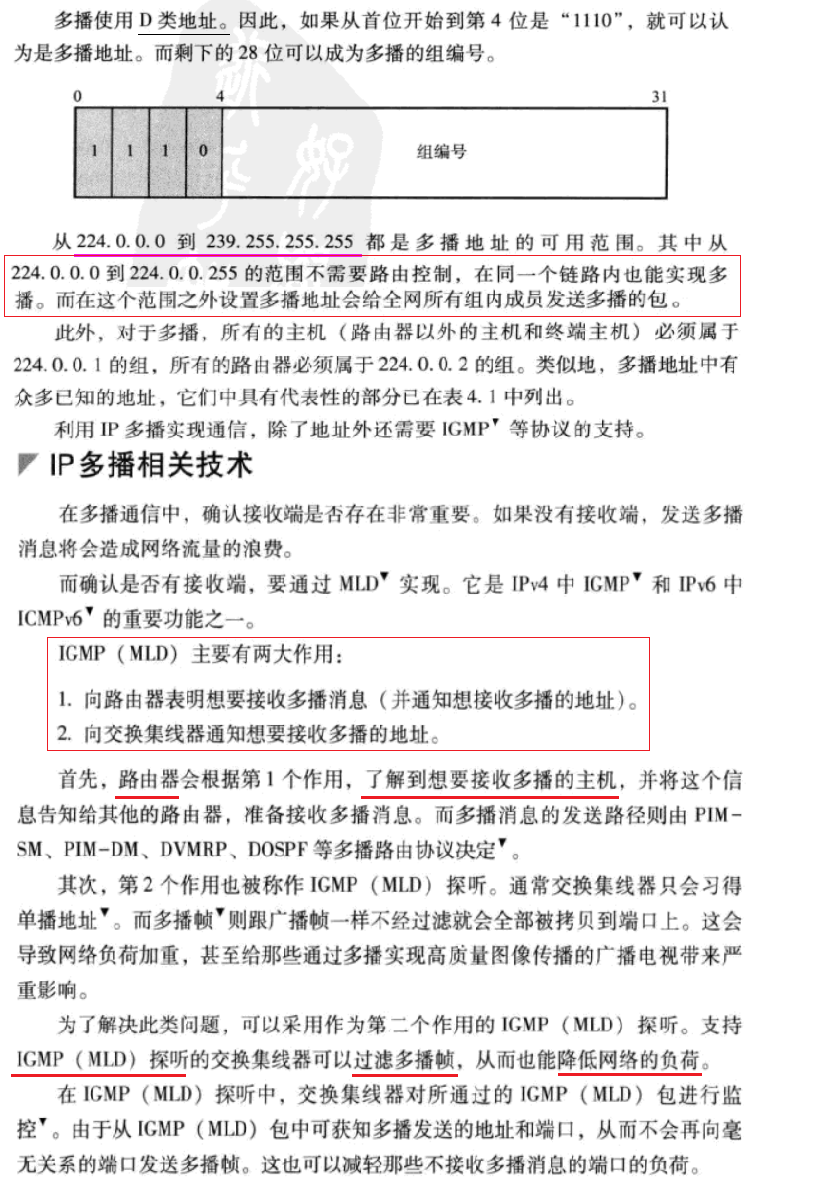 多播使用 D 类地址。因此，如果从首位开始到第 4 位是“1110”，就可以认
为是多播地址。而剩下的 28 位可以成为多播的组编号。
0 4 31
1 1 1 0 组编号
从 224.0.0.0 到 239.255.255.255 都是多播地址的可用范围。其中从
224.0.0.0 到 224.0.0.255 的范围不需要路由控制，在同一个链路内也能实现多
播。而在这个范围之外设置多播地址会给全网所有组内成员发送多播的包。
此外，对于多播，所有的主机（路由器以外的主机和终端主机）必须属于
224.0.0.1 的组，所有的路由器必须属于 224.0.0.2 的组。类似地，多播地址中有
众多已知的地址，它们中具有代表性的部分已在表 4.1 中列出。
利用 IP 多播实现通信，除了地址外还需要 IGMP▼ 等协议的支持。
IP多播相关技术
在多播通信中，确认接收端是否存在非常重要。如果没有接收端，发送多播
消息将会造成网络流量的浪费。
而确认是否有接收端，要通过 MLD▼ 实现。它是 IPv4 中 IGMP▼ 和 IPv6 中
ICMPv6▼ 的重要功能之一。
IGMP（MLD）主要有两大作用：
1. 向路由器表明想要接收多播消息（并通知想接收多播的地址）。
2. 向交换集线器通知想要接收多播的地址。
首先，路由器会根据第 1 个作用，了解到想要接收多播的主机，并将这个信
息告知给其他的路由器，准备接收多播消息。而多播消息的发送路径则由 PIM-
SM、PIM-DM、DVMRP、DOSPF 等多播路由协议决定▼。
其次，第 2 个作用也被称作 IGMP（MLD）探听。通常交换集线器只会习得
单播地址▼。而多播帧▼则跟广播帧一样不经过滤就会全部被拷贝到端口上。这会
导致网络负荷加重，甚至给那些通过多播实现高质量图像传播的广播电视带来严
重影响。
为了解决此类问题，可以采用作为第二个作用的 IGMP（MLD）探听。支持
IGMP（MLD）探听的交换集线器可以过滤多播帧，从而也能降低网络的负荷。
在 IGMP（MLD）探听中，交换集线器对所通过的 IGMP（MLD）包进行监
控▼。由于从 IGMP（MLD）包中可获知多播发送的地址和端口，从而不会再向毫
无关系的端口发送多播帧。这也可以减轻那些不接收多播消息的端口的负荷。